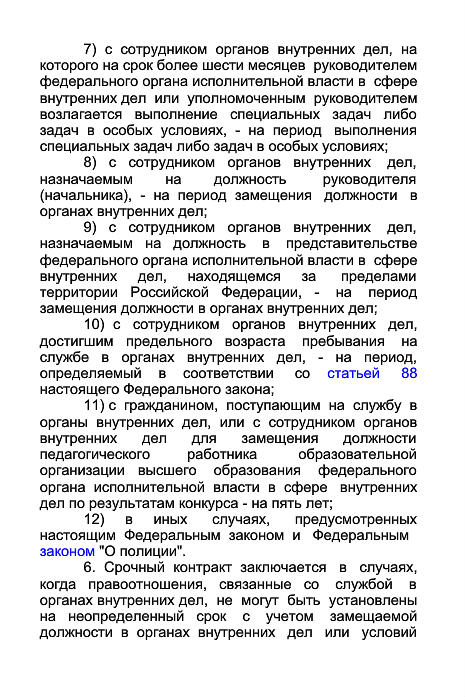 7) с сотрудником органов внутренних дел, на
которого на срок более шести месяцев руководителем
федерального органа исполнительной власти в сфере
внутренних дел или уполномоченным руководителем
возлагается выполнение специальных задач либо
задач в особых условиях, - на период выполнения
специальных задач либо задач в особых условиях;
8) с сотрудником органов внутренних дел,
назначаемым на должность руководителя
(начальника), - на период замещения должности в
органах внутренних дел;
9) с сотрудником органов внутренних дел,
назначаемым на должность в представительстве
федерального органа исполнительной власти в сфере
внутренних дел, находящемся за пределами
территории Российской Федерации, - на период
замещения должности в органах внутренних дел;
10) с сотрудником органов внутренних дел,
достигшим предельного возраста пребывания на
службе в органах внутренних дел, - на период,
определяемый в соответствии со статьей 88
настоящего Федерального закона;
11) с гражданином, поступающим на службу в
органы внутренних дел, или с сотрудником органов
внутренних дел для замещения должности
педагогического работника образовательной
организации высшего образования федерального
органа исполнительной власти в сфере внутренних
дел по результатам конкурса - на пять лет;
12) в иных случаях, предусмотренных
настоящим Федеральным законом и Федеральным
законом "О полиции".
6. Срочный контракт заключается в случаях,
когда правоотношения, связанные со службой в
органах внутренних дел, не могут быть установлены
на неопределенный срок с учетом замещаемой
должности в органах внутренних дел или условий